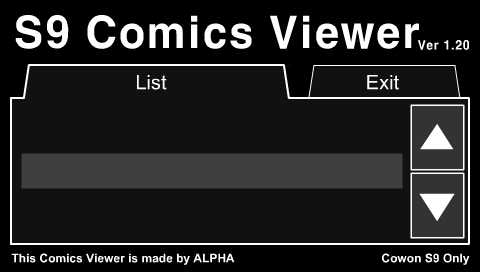 S9 Comics Viewer Ver 1.20
List Exit
This Comics Viewer is made by ALPHA Cowon S9 Only